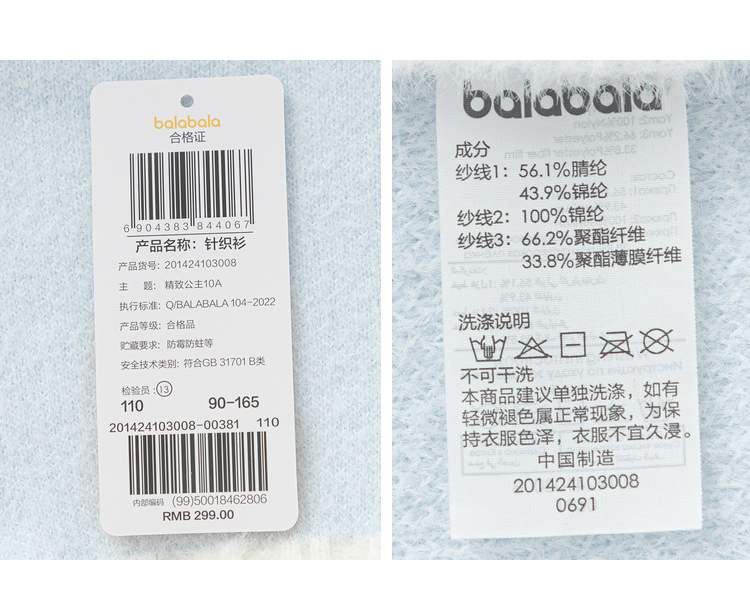 balabala
合格证
6 904383 844067
产品名称: 针织衫
产品货号: 201424103008
主 题: 精致公主10A
执行标准: Q/BALABALA 104-2022
产品等级: 合格品
贮藏要求: 防霉防蛀等
安全技术类别: 符合GB 31701 B类
检验员: 13
110 90-165
201424103008-00381 110
内部编码 (99)50018462806
RMB 299.00
balabala
成分
纱线1: 56.1%腈纶
43.9%锦纶
纱线2: 100%锦纶
纱线3: 66.2%聚酯纤维
33.8%聚酯薄膜纤维
洗涤说明
不可干洗
本商品建议单独洗涤，如有
轻微褪色属正常现象，为保
持衣服色泽，衣服不宜久浸。
中国制造
201424103008
0691